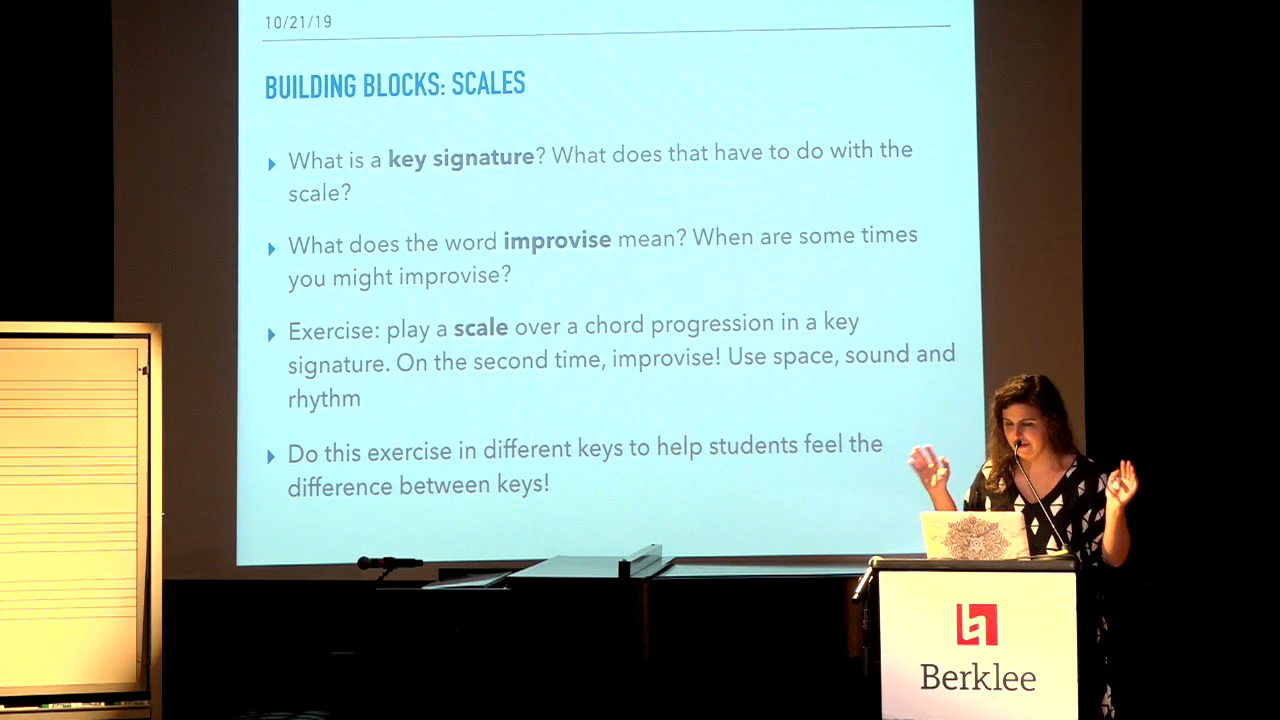 10/21/19
BUILDING BLOCKS: SCALES
What is a key signature? What does that have to do with the
scale?
What does the word improvise mean? When are some times
you might improvise?
Exercise: play a scale over a chord progression in a key
signature. On the second time, improvise! Use space, sound and
rhythm
Do this exercise in different keys to help students feel the
difference between keys!
Berklee